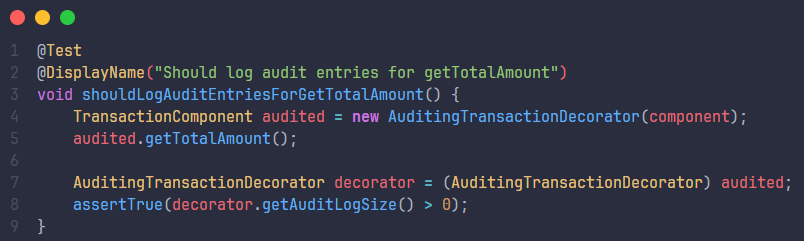 1 @Test
2 @DisplayName("Should log audit entries for getTotalAmount")
3 void shouldLogAuditEntriesForGetTotalAmount() {
4     TransactionComponent audited = new AuditingTransactionDecorator(component);
5     audited.getTotalAmount();
6
7     AuditingTransactionDecorator decorator = (AuditingTransactionDecorator) audited;
8     assertTrue(decorator.getAuditLogSize() > 0);
9 }